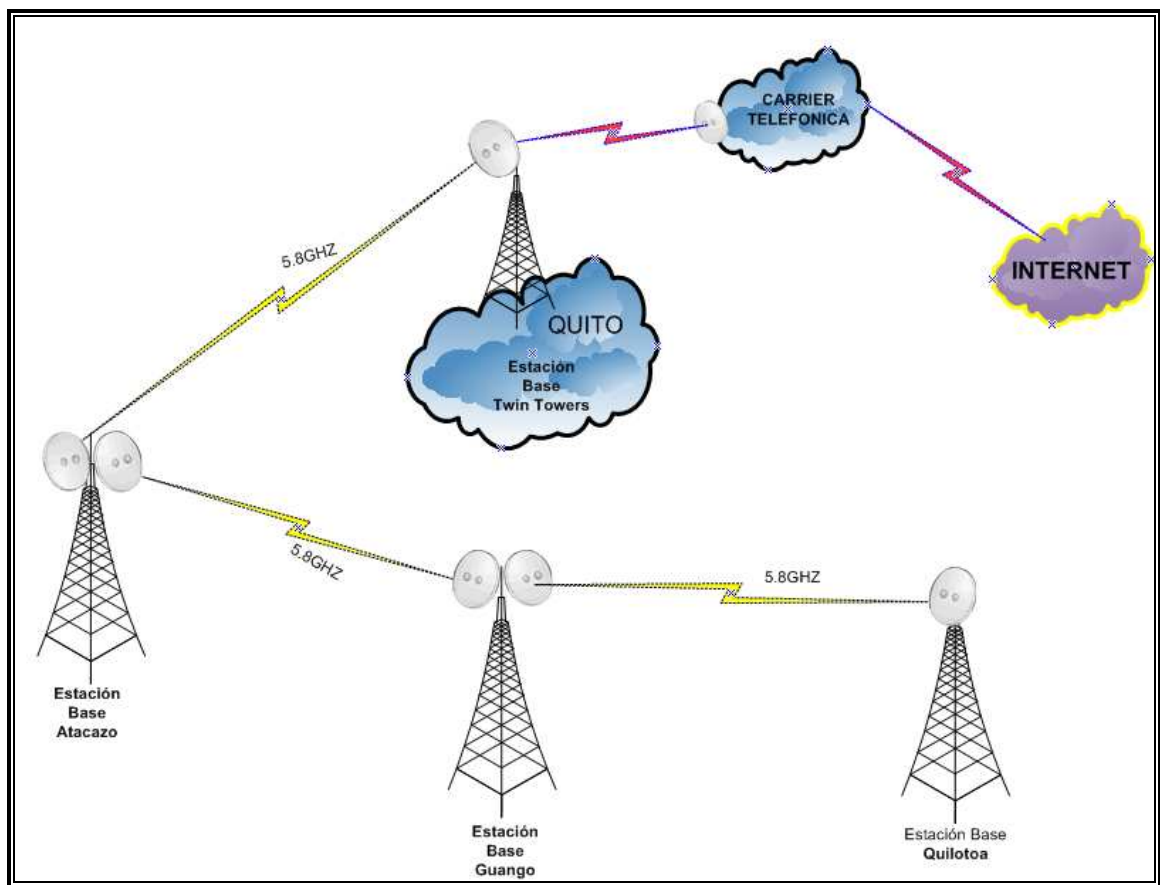 CARRIER
TELEFONICA
5.8GHZ
INTERNET
QUITO
Estación
Base
Twin Towers
5.8GHZ
5.8GHZ
Estación
Base
Atacazo
Estación
Base
Guango
Estación Base
Quilotoa